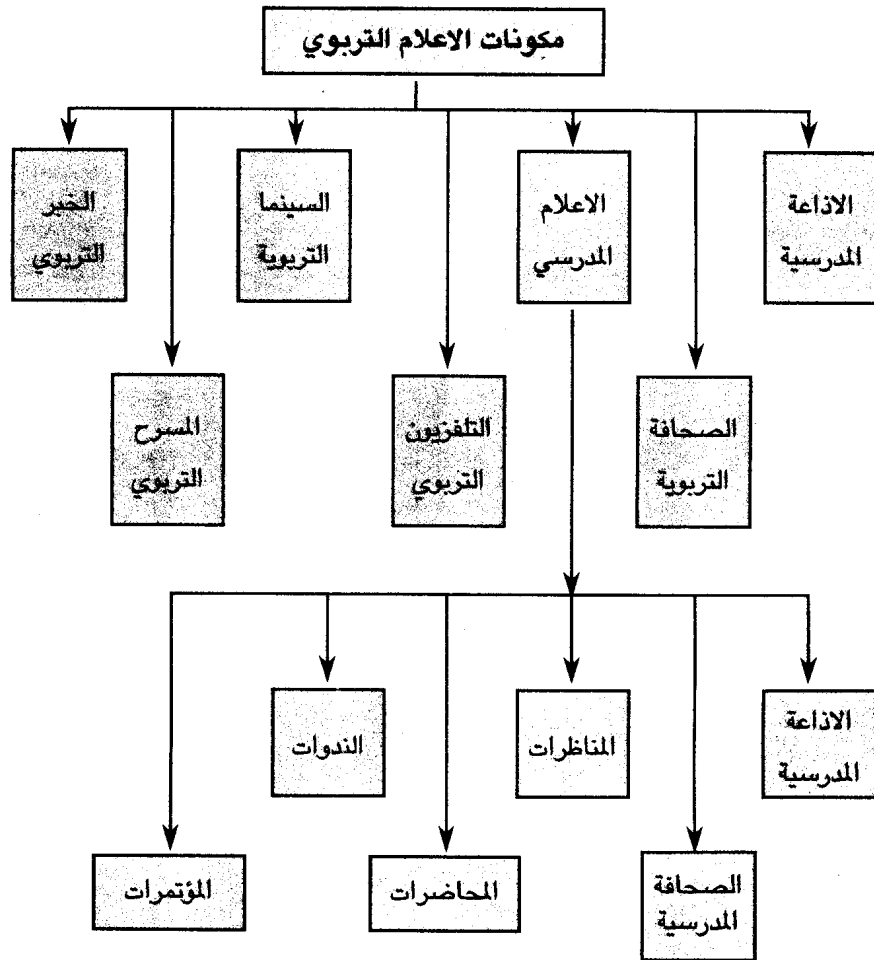 مكونات الاعلام التربوي
الاذاعة
المدرسية
الاعلام
المدرسي
السينما
التربوية
الخبر
التربوي
الصحافة
التربوية
التلفزيون
التربوي
المسرح
التربوي
الاذاعة
المدرسية
المناظرات
الندوات
الصحافة
المدرسية
المحاضرات
المؤتمرات